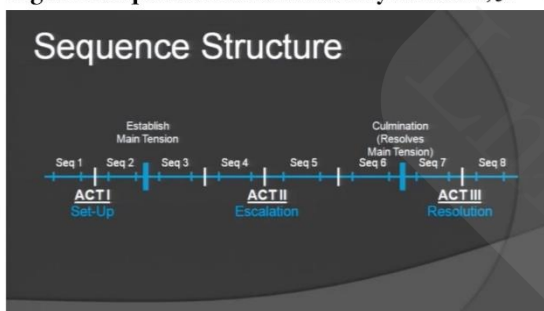 Sequence Structure
Establish
Main Tension
Culmination
(Resolves
Main Tension)
Seq 1 Seq 2 Seq 3 Seq 4 Seq 5 Seq 6 Seq 7 Seq 8
ACT I ACT II ACT III
Set-Up Escalation Resolution